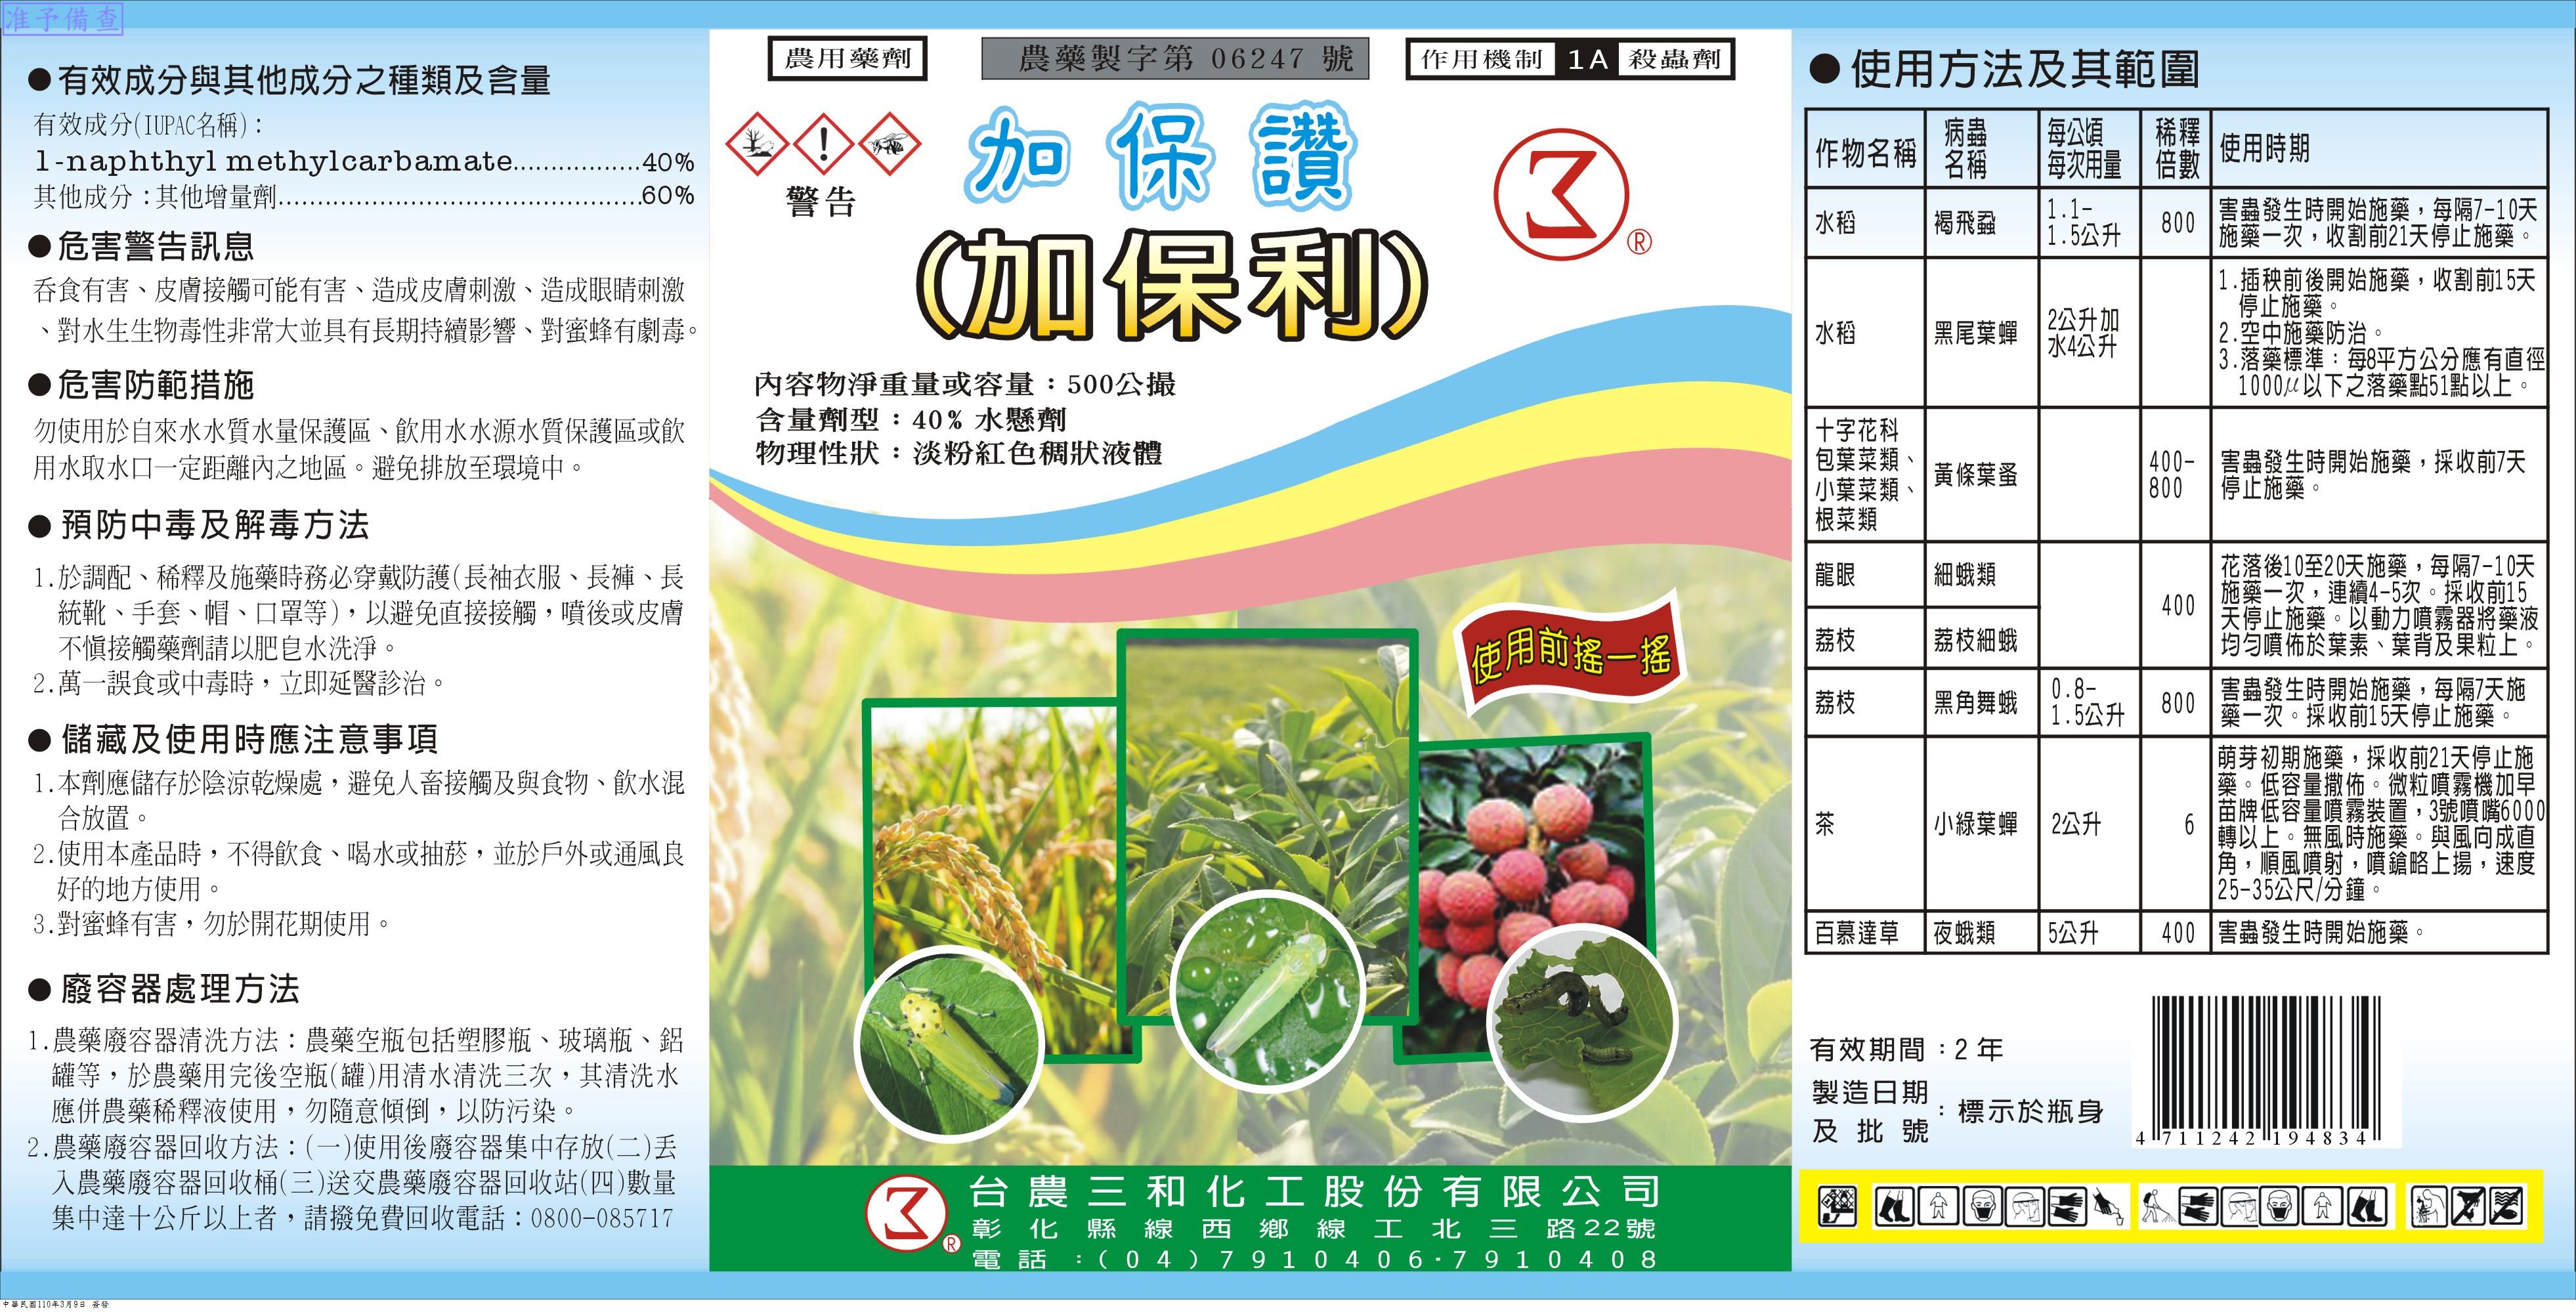 准予備查
●有效成分與其他成分之種類及含量
有效成分(IUPAC名稱)：
1-naphthyl methylcarbamate.................40%
其他成分：其他增量劑...............................................60%
●危害警告訊息
吞食有害、皮膚接觸可能有害、造成皮膚刺激、造成眼睛刺激
、對水生生物毒性非常大並具有長期持續影響、對蜜蜂有劇毒。
●危害防範措施
勿使用於自來水水質水量保護區、飲用水水源水質保護區或飲
用水取水口一定距離內之地區。避免排放至環境中。
●預防中毒及解毒方法
1.於調配、稀釋及施藥時務必穿戴防護(長袖衣服、長褲、長
統靴、手套、帽、口罩等)，以避免直接接觸，噴後或皮膚
不慎接觸藥劑請以肥皂水洗淨。
2.萬一誤食或中毒時，立即延醫診治。
●儲藏及使用時應注意事項
1.本劑應儲存於陰涼乾燥處，避免人畜接觸及與食物、飲水混
合放置。
2.使用本產品時，不得飲食、喝水或抽菸，並於戶外或通風良
好的地方使用。
3.對蜜蜂有害，勿於開花期使用。
●廢容器處理方法
1.農藥廢容器清洗方法：農藥空瓶包括塑膠瓶、玻璃瓶、鋁
罐等，於農藥用完後空瓶(罐)用清水清洗三次，其清洗水
應併農藥稀釋液使用，勿隨意傾倒，以防污染。
2.農藥廢容器回收方法：(一)使用後廢容器集中存放(二)丟
入農藥廢容器回收桶(三)送交農藥廢容器回收站(四)數量
集中達十公斤以上者，請撥免費回收電話：0800-085717
農用藥劑
農藥製字第 06247 號
作用機制 1A 殺蟲劑
警告
加保讚
(加保利)
®
內容物淨重量或容量：500公撮
含量劑型：40% 水懸劑
物理性狀：淡粉紅色稠狀液體
使用前搖一搖
®
台農三和化工股份有限公司
彰化縣線西鄉線工北三路22號
電話：(04)7910406·7910408
●使用方法及其範圍
作物名稱 病蟲名稱 每公頃每次用量 稀釋倍數 使用時期
水稻 褐飛蝨 1.1-1.5公升 800 害蟲發生時開始施藥，每隔7-10天
施藥一次，收割前21天停止施藥。
水稻 黑尾葉蟬 2公升加水4公升 1.插秧前後開始施藥，收割前15天
停止施藥。
2.空中施藥防治。
3.落藥標準：每8平方公分應有直徑
1000μ以下之落藥點51點以上。
十字花科
包葉菜類、
小葉菜類、
根菜類 黃條葉蚤 400-800 害蟲發生時開始施藥，採收前7天
停止施藥。
龍眼 細蛾類
荔枝 荔枝細蛾
400 花落後10至20天施藥，每隔7-10天
施藥一次，連續4-5次。採收前15
天停止施藥。以動力噴霧器將藥液
均勻噴佈於葉素、葉背及果粒上。
荔枝 黑角舞蛾 0.8-1.5公升 800 害蟲發生時開始施藥，每隔7天施
藥一次。採收前15天停止施藥。
茶 小綠葉蟬 2公升 6 萌芽初期施藥，採收前21天停止施
藥。低容量撒佈。微粒噴霧機加早
苗牌低容量噴霧裝置，3號噴嘴6000
轉以上。無風時施藥。與風向成直
角，順風噴射，噴鎗略上揚，速度
25-35公尺/分鐘。
百慕達草 夜蛾類 5公升 400 害蟲發生時開始施藥。
有效期間：2 年
製造日期
及 批 號：標示於瓶身
4 711242 194834
中華民國110年3月9日 簽發